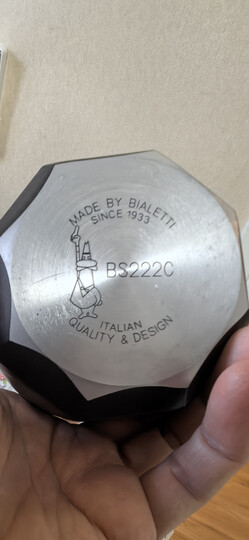 MADE BY BIALETTI
SINCE 1933
BS222C
ITALIAN
QUALITY & DESIGN